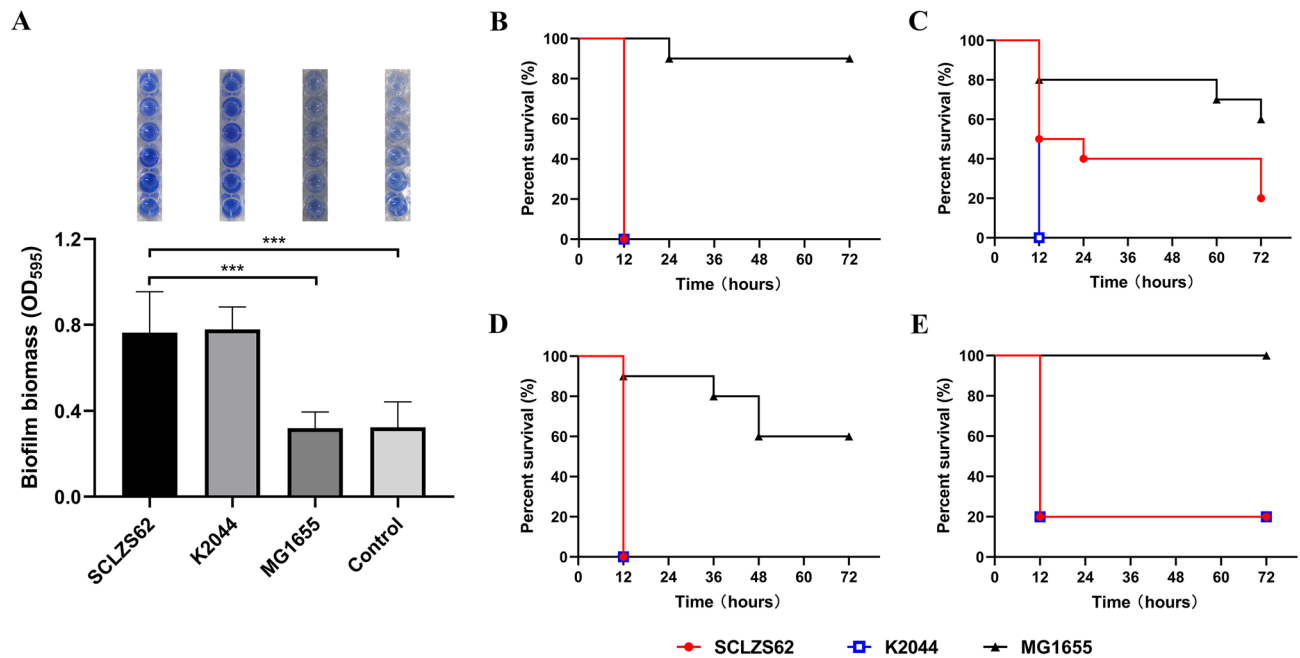 A
***
***
1.2
0.8
0.4
0.0
Biofilm biomass (OD595)
SCLZS62
K2044
MG1655
Control
B
100
80
60
40
20
0
Percent survival (%)
0 12 24 36 48 60 72
Time（hours）
C
100
80
60
40
20
0
Percent survival (%)
0 12 24 36 48 60 72
Time（hours）
D
100
80
60
40
20
0
Percent survival (%)
0 12 24 36 48 60 72
Time（hours）
E
100
80
60
40
20
0
Percent survival (%)
0 12 24 36 48 60 72
Time（hours）
SCLZS62 K2044 MG1655